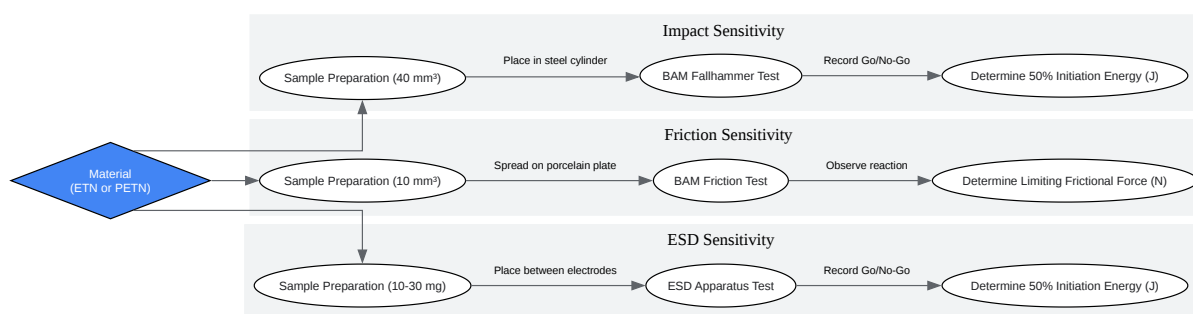 Impact Sensitivity
Place in steel cylinder
Record Go/No-Go
Sample Preparation (40 mm³)
BAM Fallhammer Test
Determine 50% Initiation Energy (J)
Friction Sensitivity
Material
(ETN or PETN)
Spread on porcelain plate
Observe reaction
Sample Preparation (10 mm³)
BAM Friction Test
Determine Limiting Frictional Force (N)
ESD Sensitivity
Place between electrodes
Record Go/No-Go
Sample Preparation (10-30 mg)
ESD Apparatus Test
Determine 50% Initiation Energy (J)